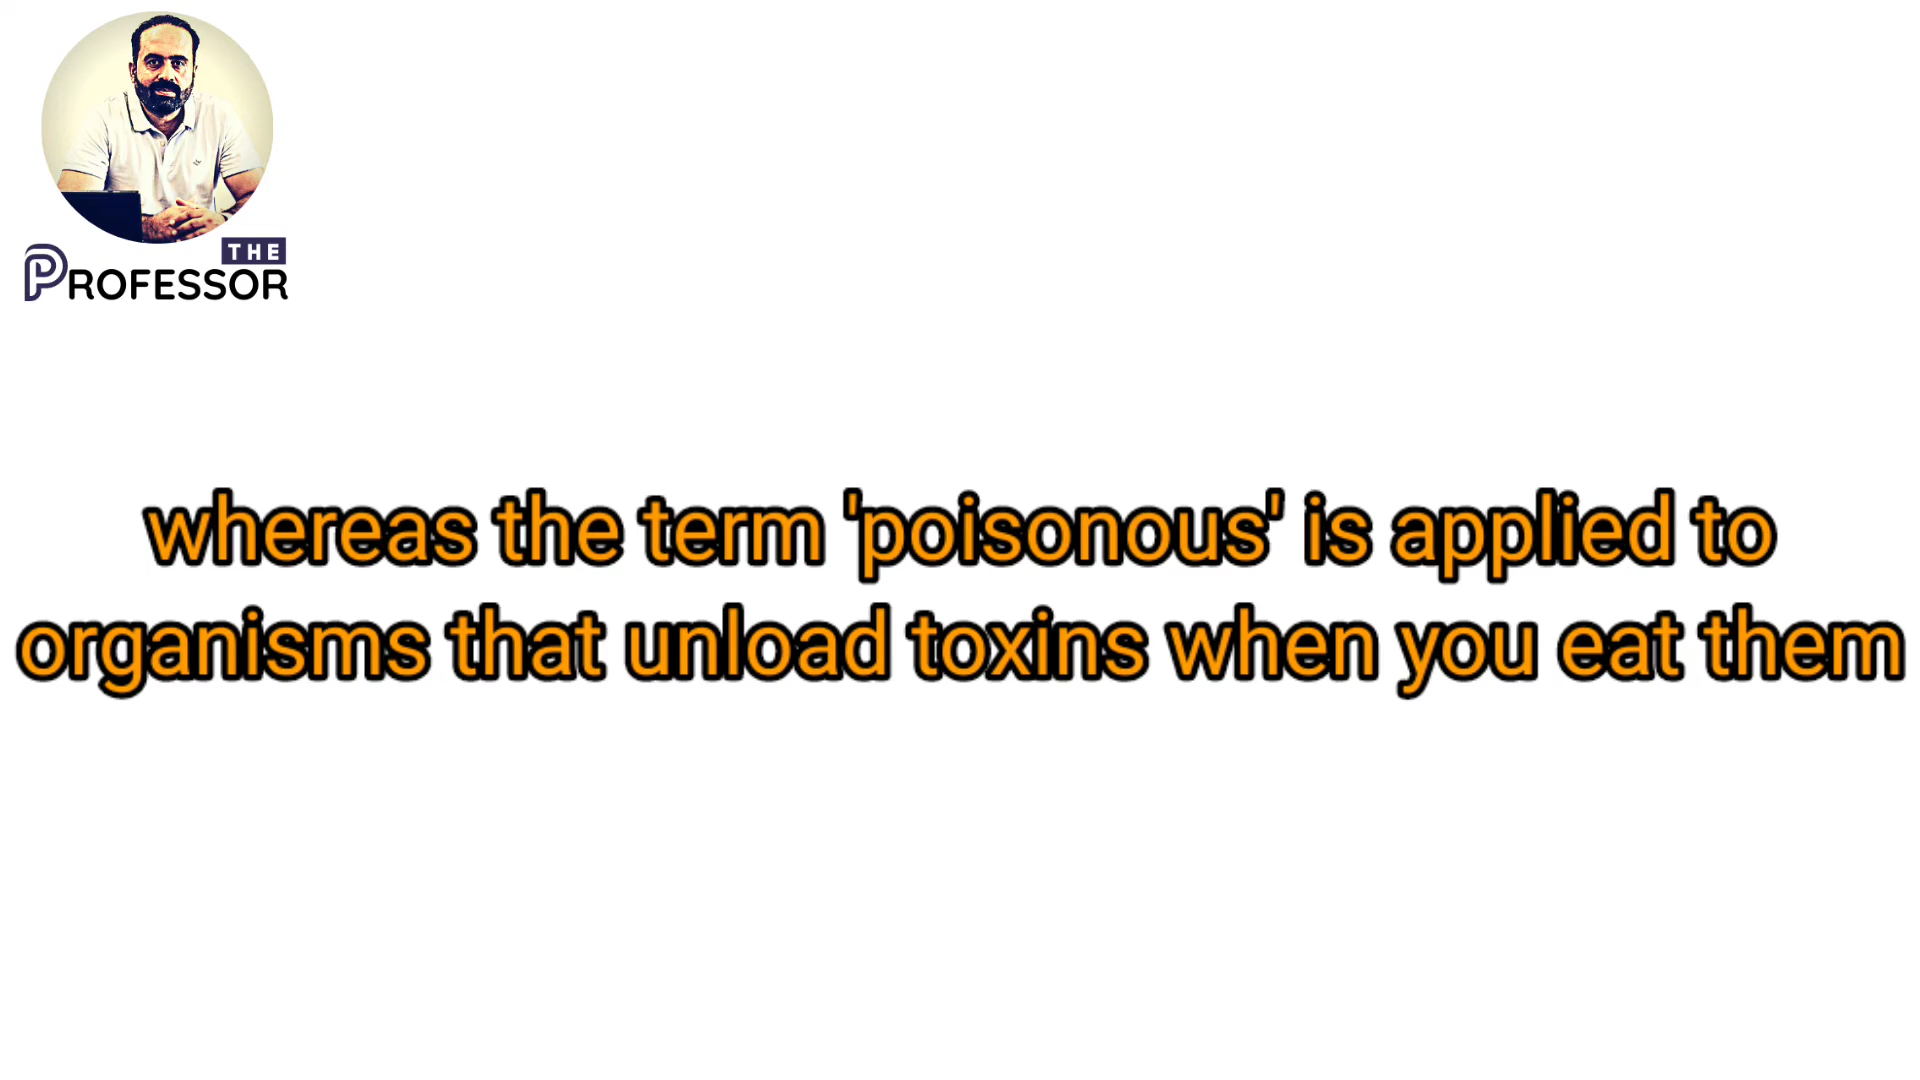 THE
PROFESSOR
whereas the term 'poisonous' is applied to
organisms that unload toxins when you eat them